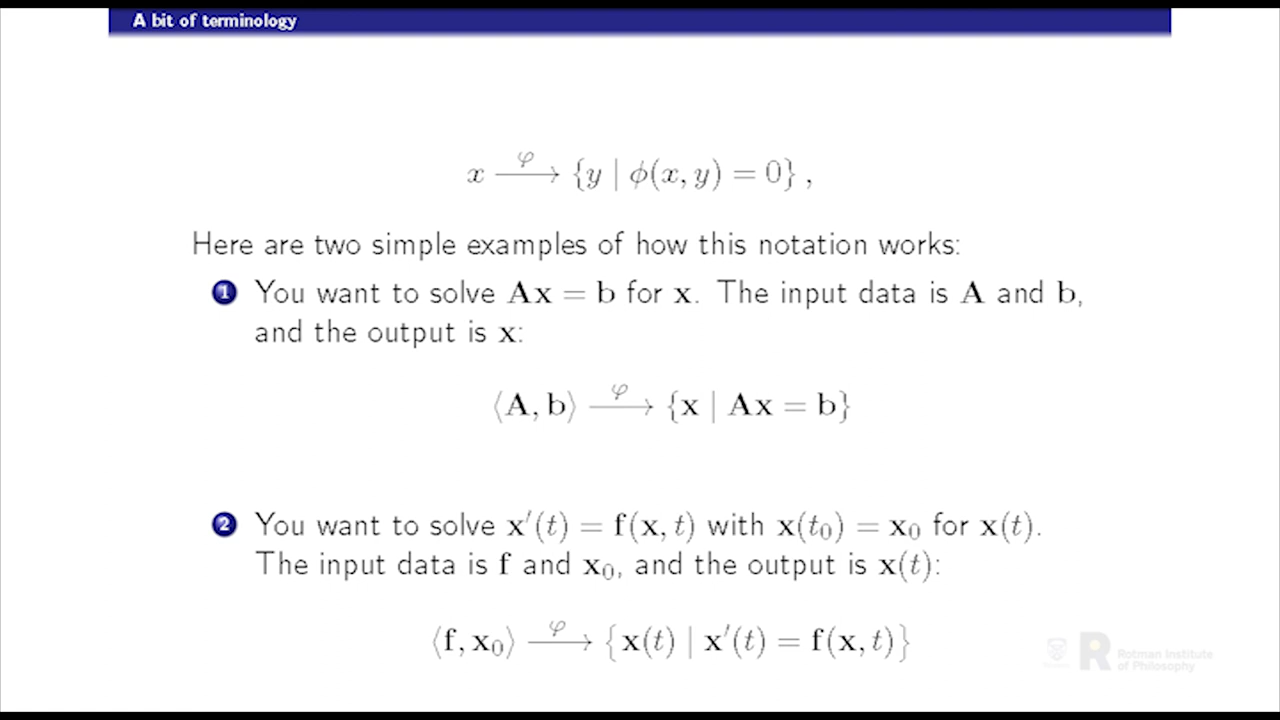 A bit of terminology
x —φ→ {y | ϕ(x, y) = 0} ,
Here are two simple examples of how this notation works:
1 You want to solve Ax = b for x. The input data is A and b,
and the output is x:
⟨A, b⟩ —φ→ {x | Ax = b}
2 You want to solve x′(t) = f(x, t) with x(t₀) = x₀ for x(t).
The input data is f and x₀, and the output is x(t):
⟨f, x₀⟩ —φ→ {x(t) | x′(t) = f(x, t)}
R Rotman Institute
of Philosophy